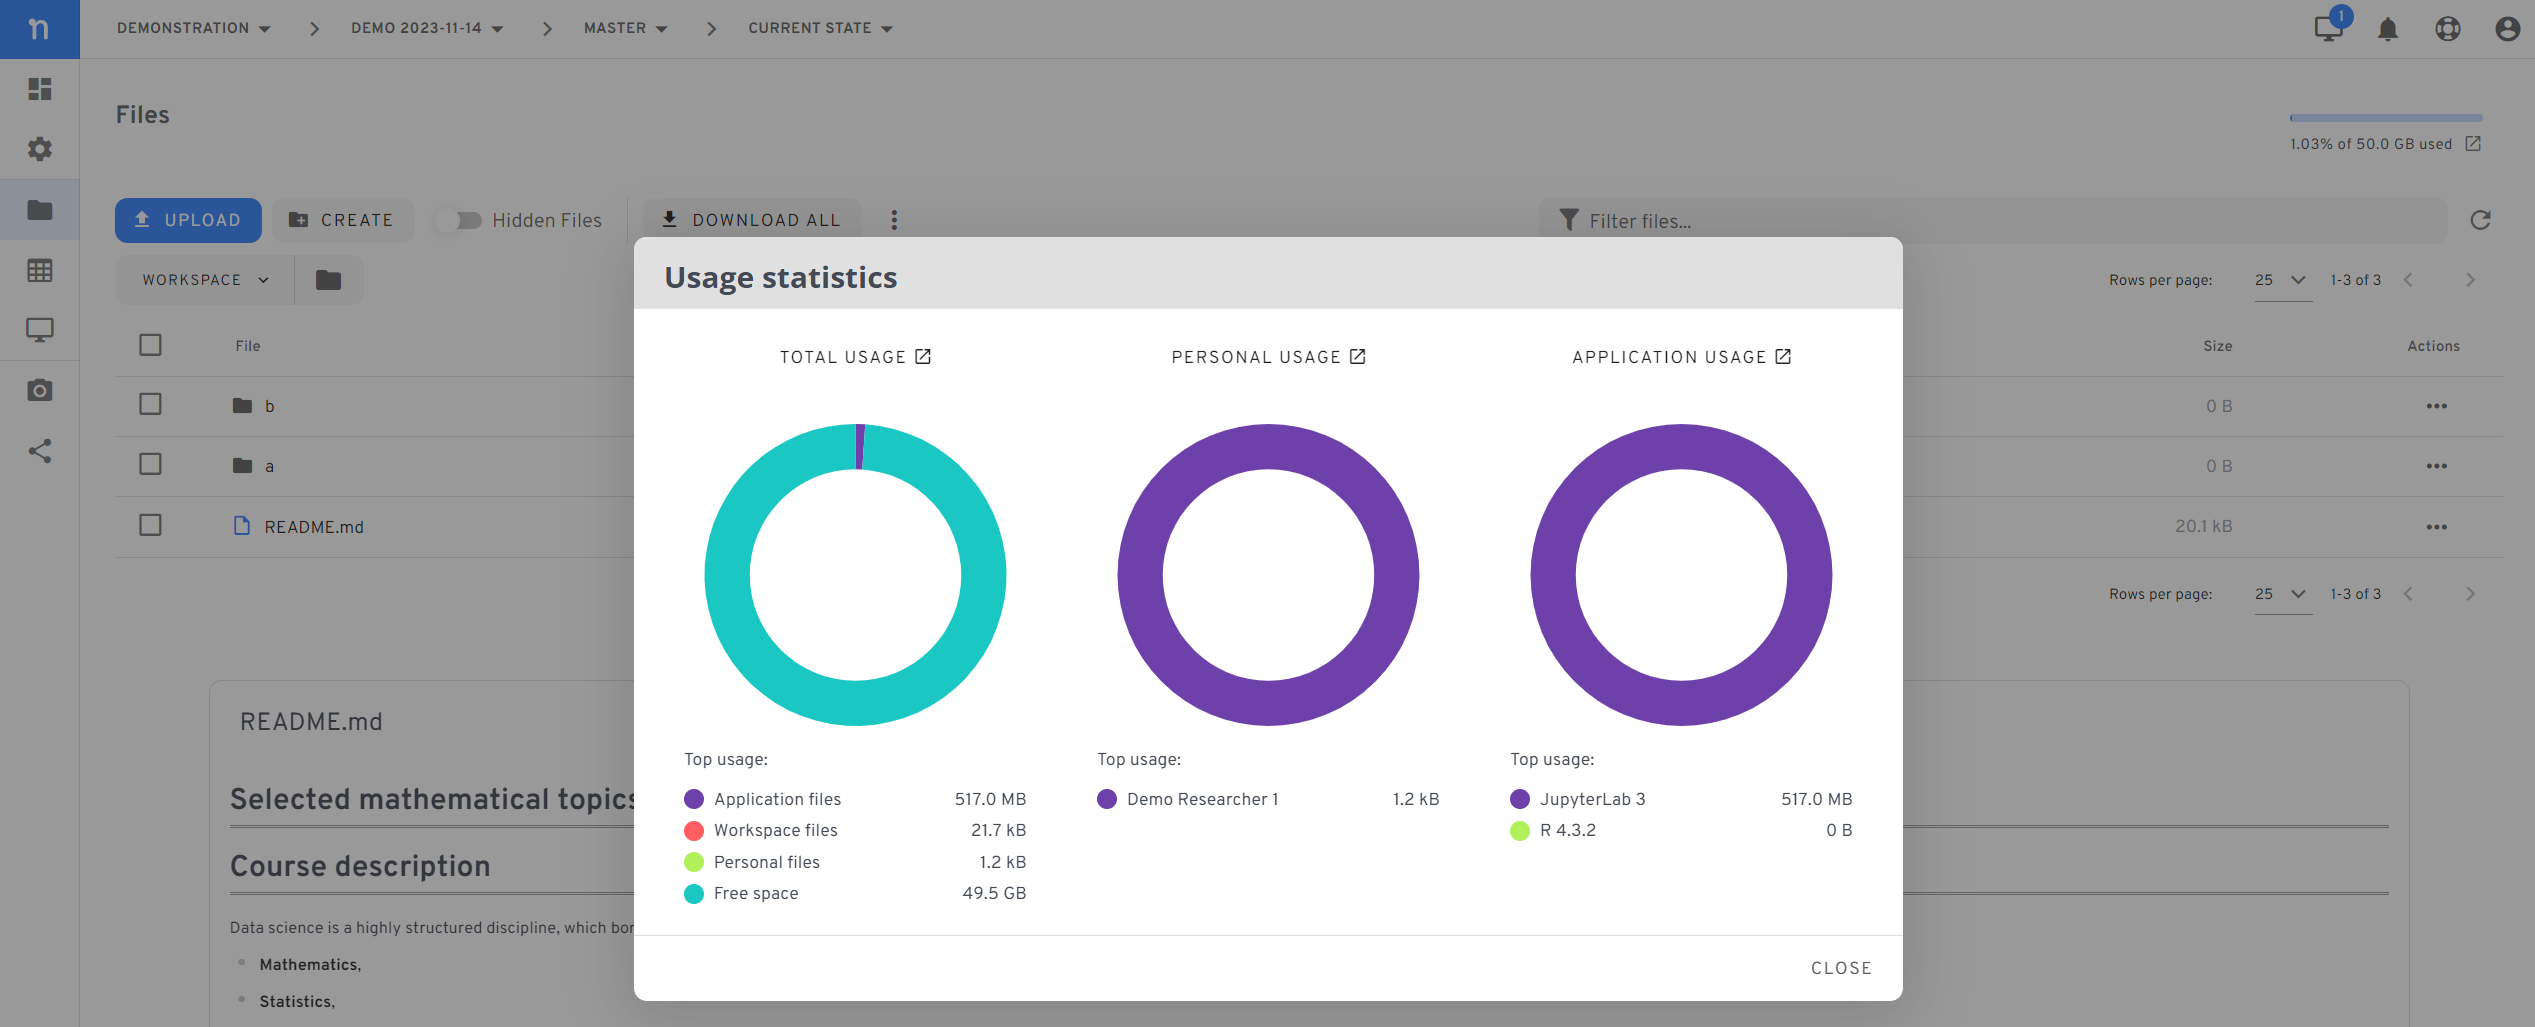 n
DEMONSTRATION
DEMO 2023-11-14
MASTER
CURRENT STATE
1
Files
1.03% of 50.0 GB used
UPLOAD
CREATE
Hidden Files
DOWNLOAD ALL
Filter files...
WORKSPACE
Rows per page:
25
1-3 of 3
File
Size
Actions
b
0 B
a
0 B
README.md
20.1 kB
Rows per page:
25
1-3 of 3
README.md
Selected mathematical topics
Course description
Data science is a highly structured discipline, which
Mathematics,
Statistics,
Usage statistics
TOTAL USAGE
PERSONAL USAGE
APPLICATION USAGE
Top usage:
Application files 517.0 MB
Workspace files 21.7 kB
Personal files 1.2 kB
Free space 49.5 GB
Top usage:
Demo Researcher 1 1.2 kB
Top usage:
JupyterLab 3 517.0 MB
R 4.3.2 0 B
CLOSE